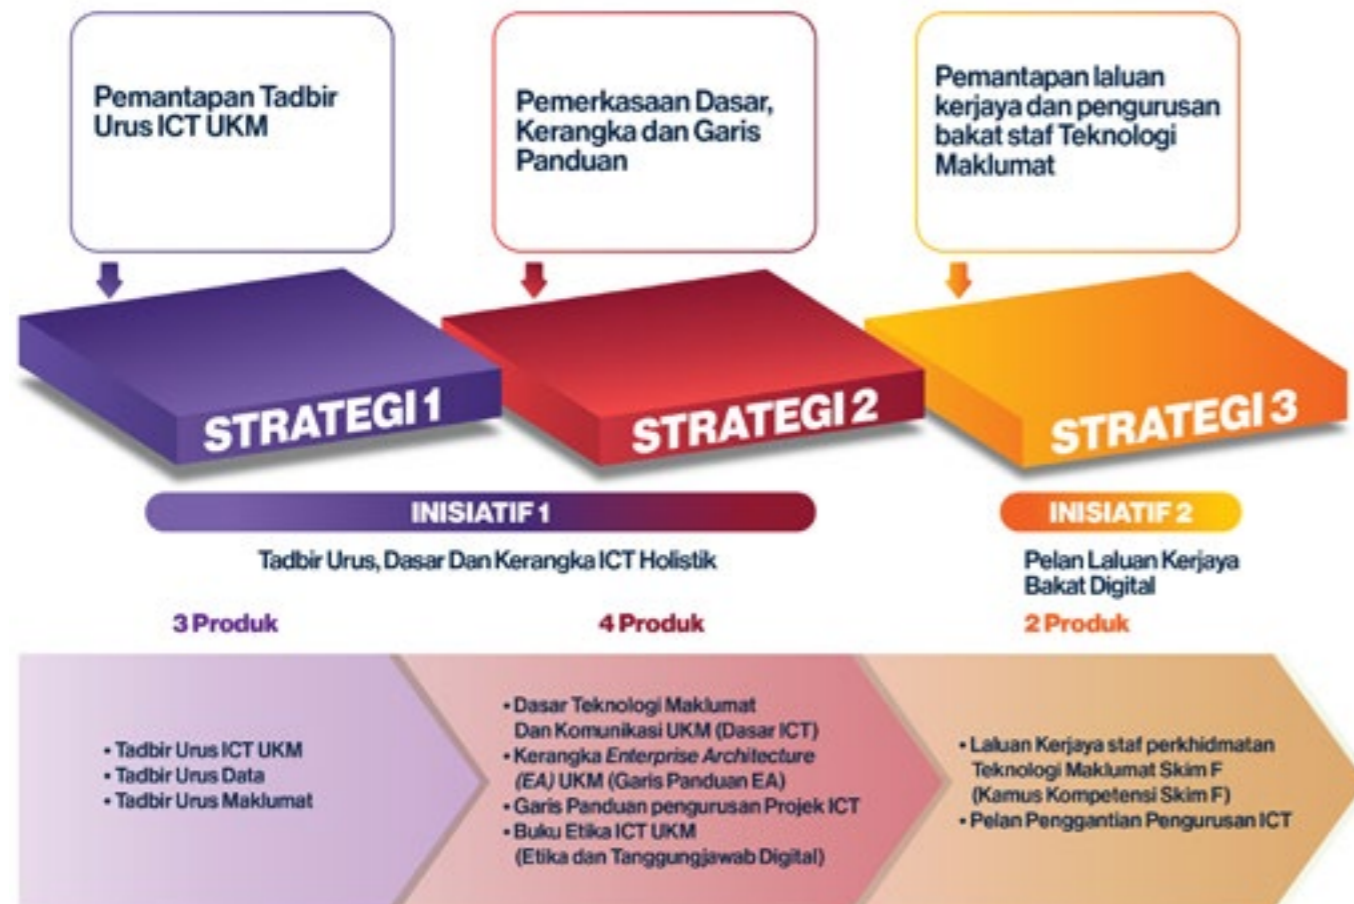 Pemantapan Tadbir
Urus ICT UKM
Pemerkasaan Dasar,
Kerangka dan Garis
Panduan
Pemantapan laluan
kerjaya dan pengurusan
bakat staf Teknologi
Maklumat
STRATEGI 1
STRATEGI 2
STRATEGI 3
INISIATIF 1
INISIATIF 2
Tadbir Urus, Dasar Dan Kerangka ICT Holistik
Pelan Laluan Kerjaya
Bakat Digital
3 Produk
4 Produk
2 Produk
• Tadbir Urus ICT UKM
• Tadbir Urus Data
• Tadbir Urus Maklumat
• Dasar Teknologi Maklumat
Dan Komunikasi UKM (Dasar ICT)
• Kerangka Enterprise Architecture
(EA) UKM (Garis Panduan EA)
• Garis Panduan pengurusan Projek ICT
• Buku Etika ICT UKM
(Etika dan Tanggungjawab Digital)
• Laluan Kerjaya staf perkhidmatan
Teknologi Maklumat Skim F
(Kamus Kompetensi Skim F)
• Pelan Penggantian Pengurusan ICT